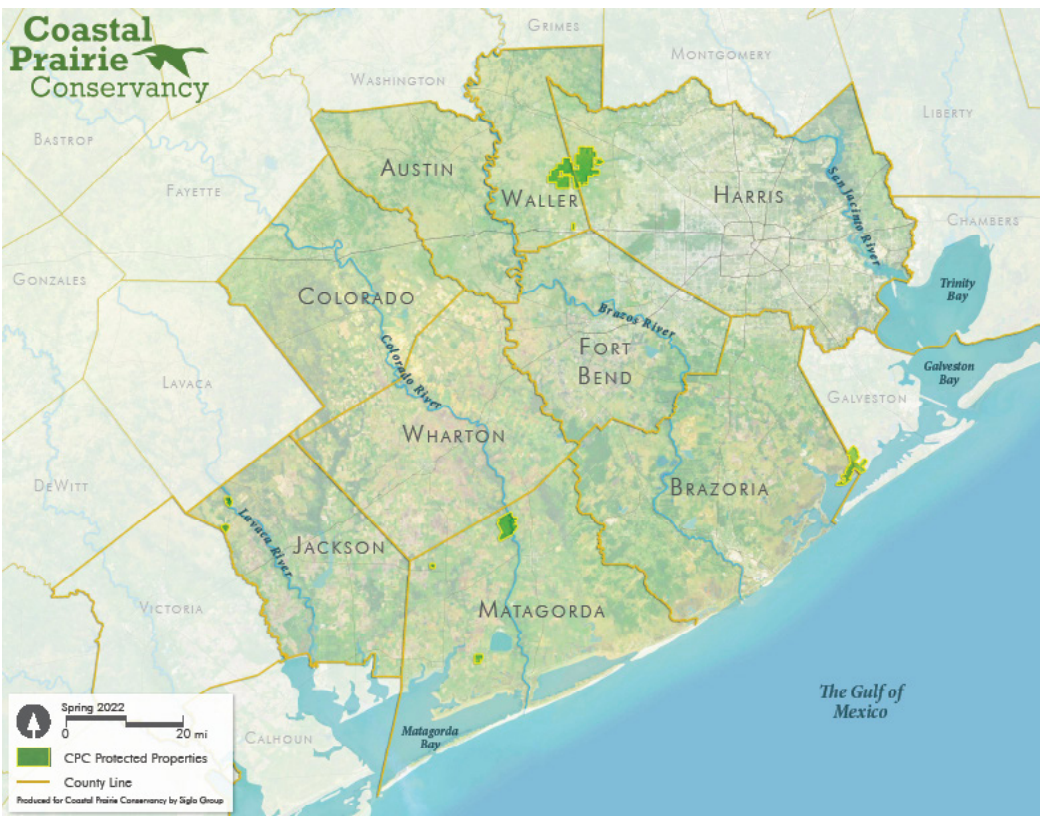 Coastal
Prairie
Conservancy
GRIMES
MONTGOMERY
WASHINGTON
LIBERTY
BASTROP
AUSTIN
FAYETTE
WALLER
HARRIS
San Jacinto River
CHAMBERS
GONZALES
COLORADO
Trinity
Bay
Brazos River
FORT
BEND
Colorado River
Galveston
Bay
LAVACA
GALVESTON
WHARTON
DEWITT
BRAZORIA
Lavaca River
JACKSON
VICTORIA
MATAGORDA
The Gulf of
Mexico
Matagorda
Bay
CALHOUN
Spring 2022
0 20 mi
CPC Protected Properties
County Line
Produced for Coastal Prairie Conservancy by Siglo Group